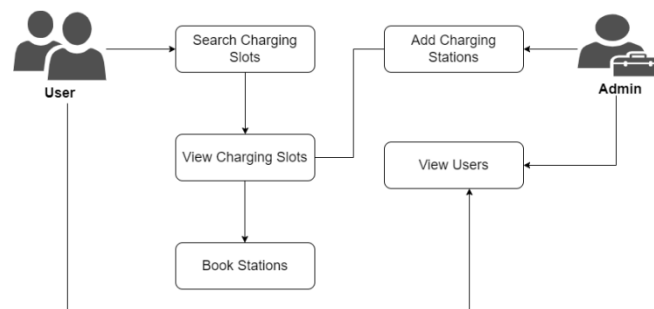 Search Charging
Slots
Add Charging
Stations
User
Admin
View Charging Slots
View Users
Book Stations